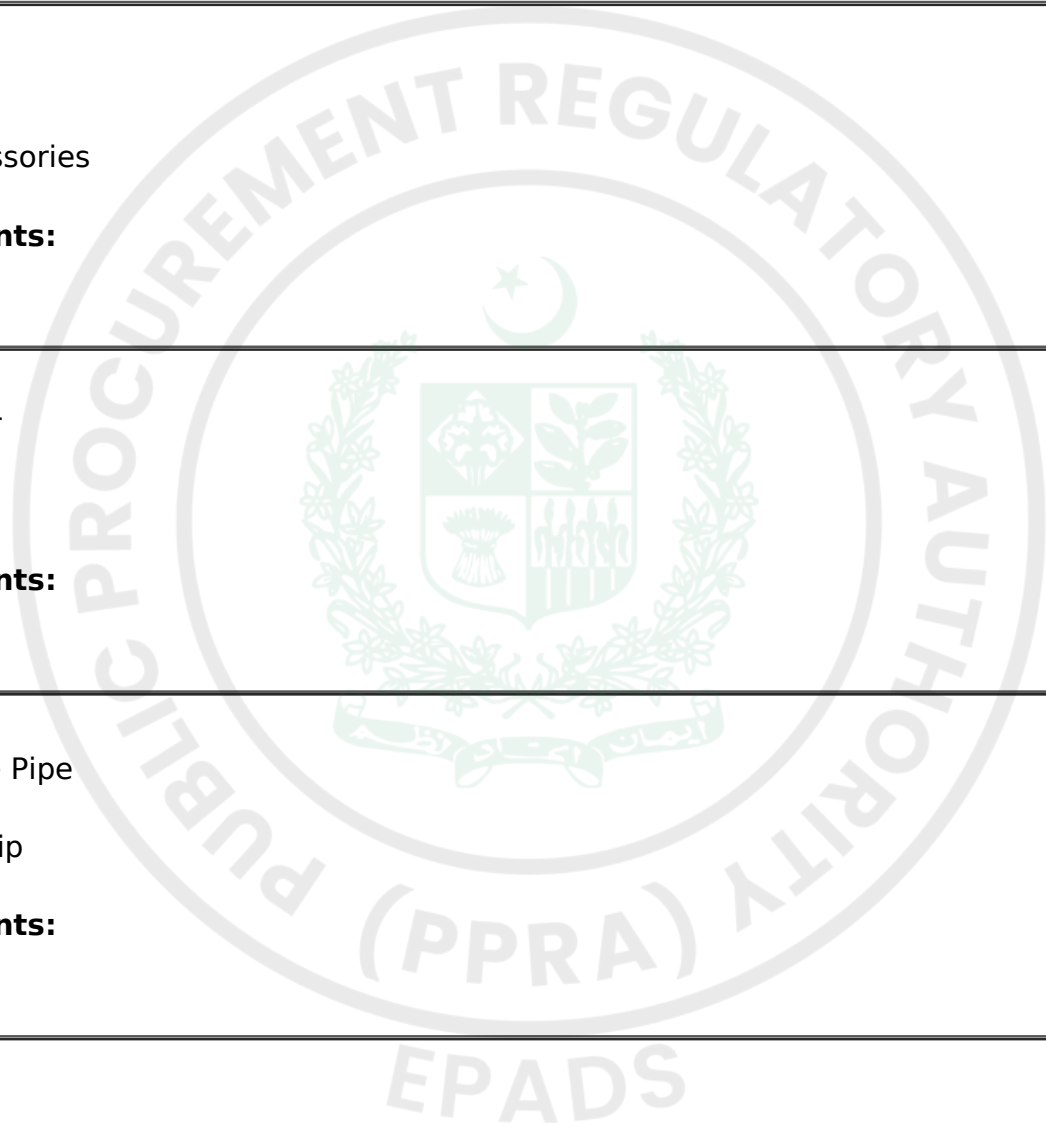 ssories
nts:
nts:
Pipe
ip
nts:
PUBLIC PROCUREMENT REGULATORY AUTHORITY
(PPRA)
EPADS